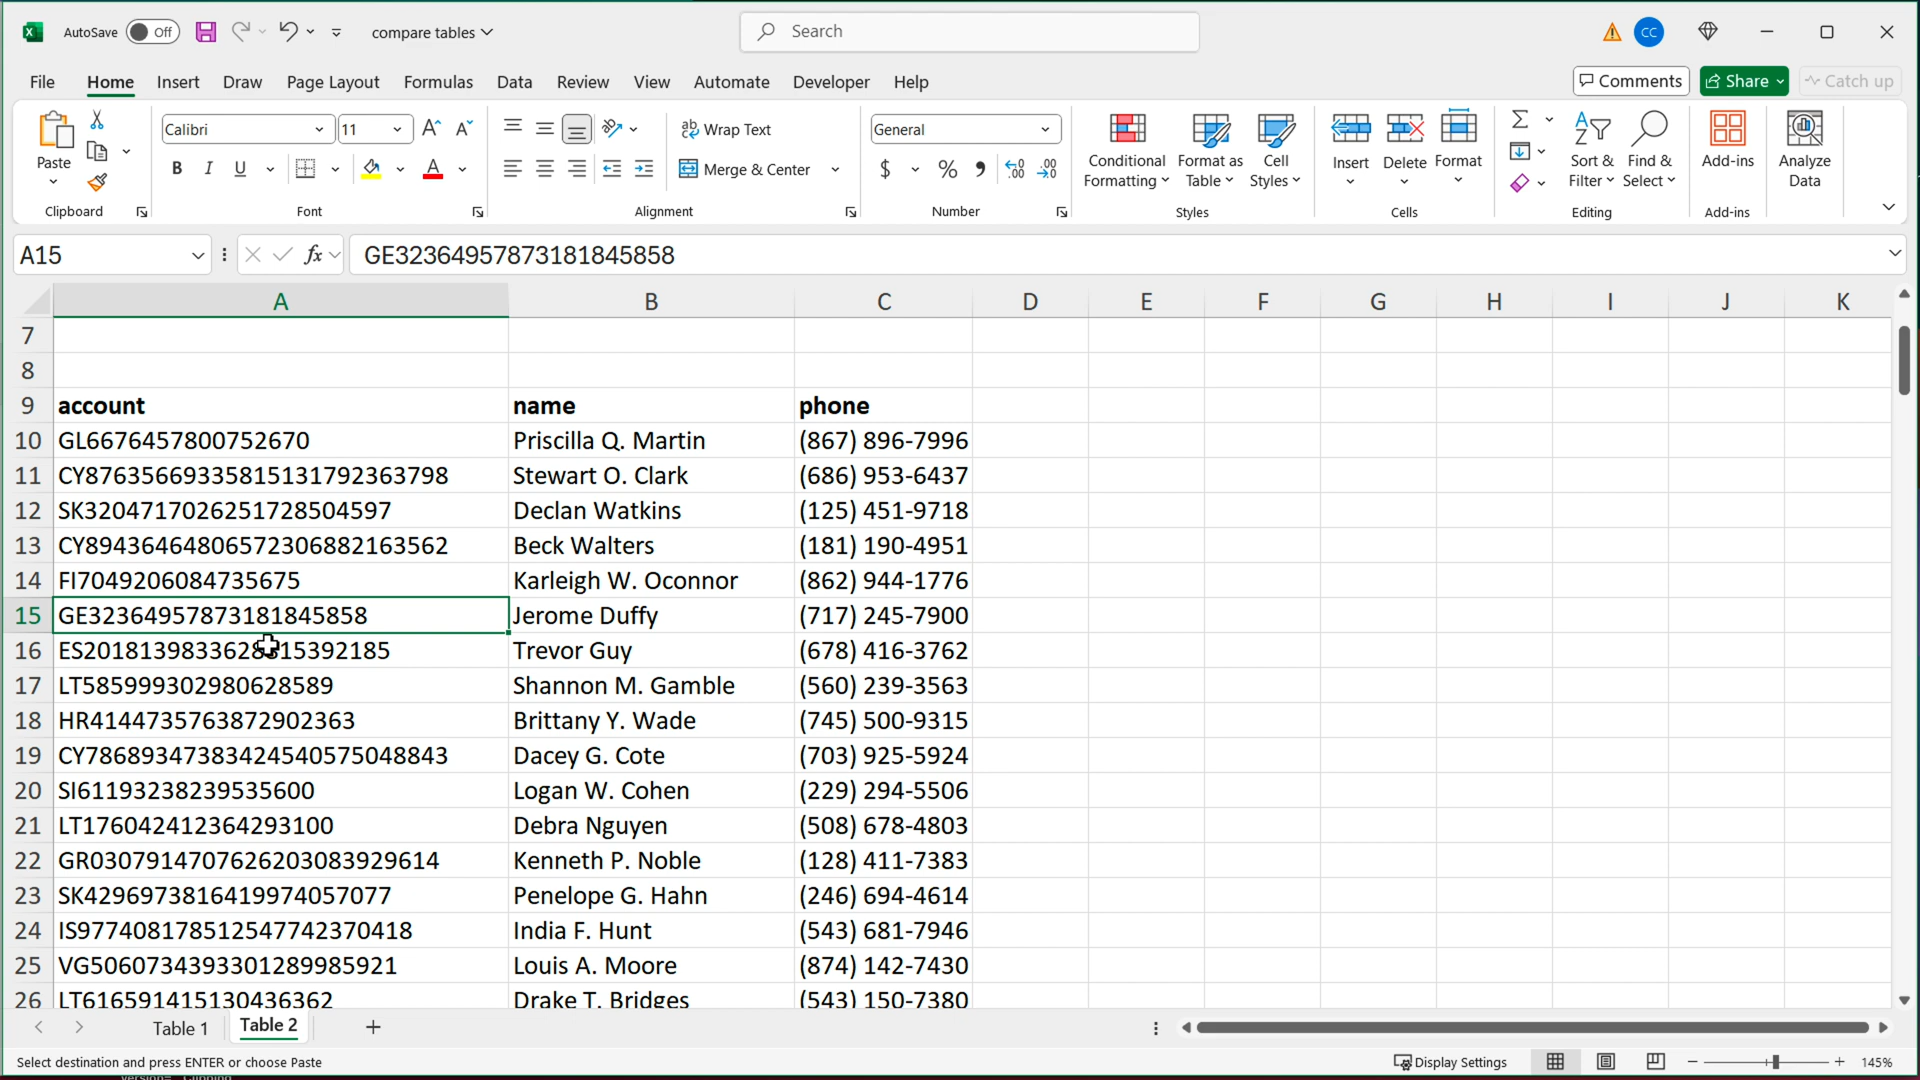 AutoSave Off compare tables Search CC
File Home Insert Draw Page Layout Formulas Data Review View Automate Developer Help Comments Share Catch up
Calibri 11 Wrap Text General
Paste B I U Merge & Center $ % Conditional Formatting Format as Table Cell Styles Insert Delete Format Sort & Filter Find & Select Add-ins Analyze Data
Clipboard Font Alignment Number Styles Cells Editing Add-ins
A15 fx GE32364957873181845858
A B C D E F G H I J K
7
8
9 account name phone
10 GL6676457800752670 Priscilla Q. Martin (867) 896-7996
11 CY87635669335815131792363798 Stewart O. Clark (686) 953-6437
12 SK3204717026251728504597 Declan Watkins (125) 451-9718
13 CY89436464806572306882163562 Beck Walters (181) 190-4951
14 FI7049206084735675 Karleigh W. Oconnor (862) 944-1776
15 GE32364957873181845858 Jerome Duffy (717) 245-7900
16 Trevor Guy (678) 416-3762
17 LT585999302980628589 Shannon M. Gamble (560) 239-3563
18 HR4144735763872902363 Brittany Y. Wade (745) 500-9315
19 CY78689347383424540575048843 Dacey G. Cote (703) 925-5924
20 SI61193238239535600 Logan W. Cohen (229) 294-5506
21 LT176042412364293100 Debra Nguyen (508) 678-4803
22 GR0307914707626203083929614 Kenneth P. Noble (128) 411-7383
23 SK4296973816419974057077 Penelope G. Hahn (246) 694-4614
24 IS977408178512547742370418 India F. Hunt (543) 681-7946
25 VG5060734393301289985921 Louis A. Moore (874) 142-7430
26 LT616591415130436362 Drake T. Bridges (543) 150-7380
Table 1 Table 2
Select destination and press ENTER or choose Paste Display Settings 145%